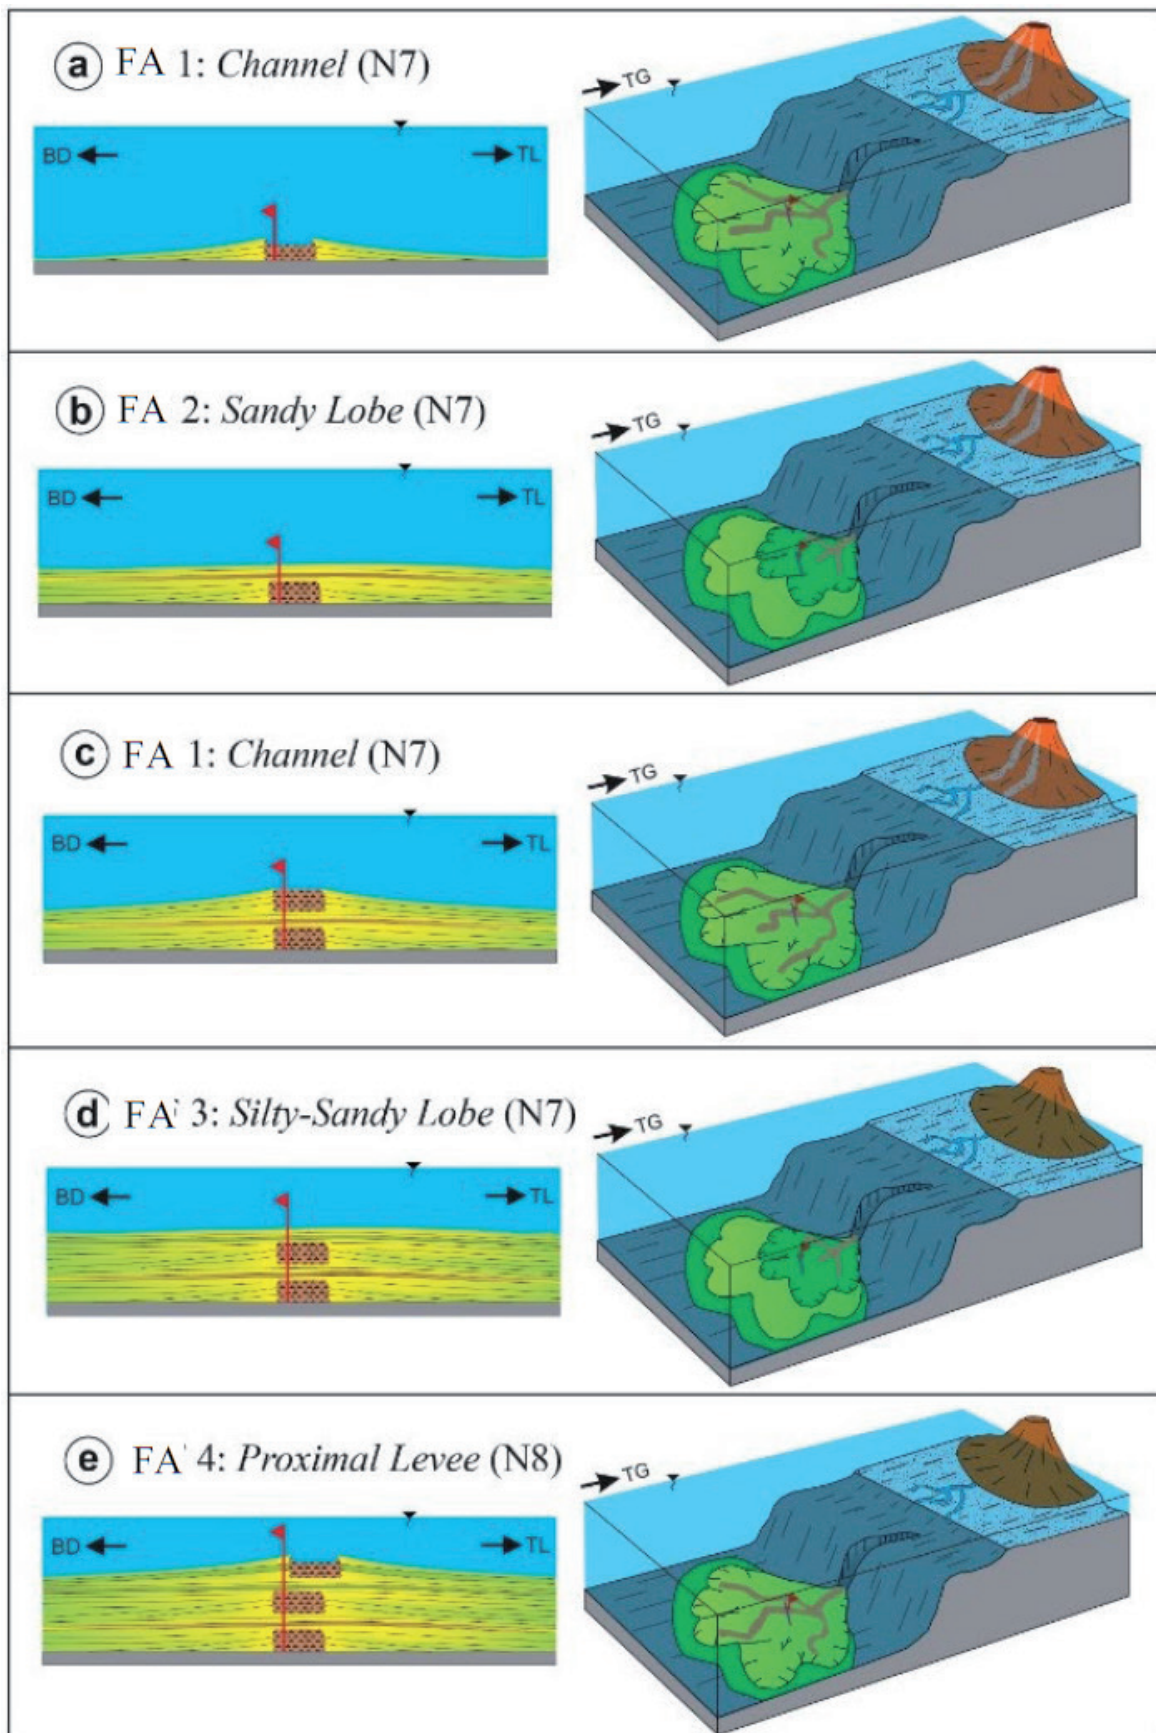 a FA 1: Channel (N7)
TG
BD TL
b FA 2: Sandy Lobe (N7)
TG
BD TL
c FA 1: Channel (N7)
TG
BD TL
d FA 3: Silty-Sandy Lobe (N7)
TG
BD TL
e FA 4: Proximal Levee (N8)
TG
BD TL